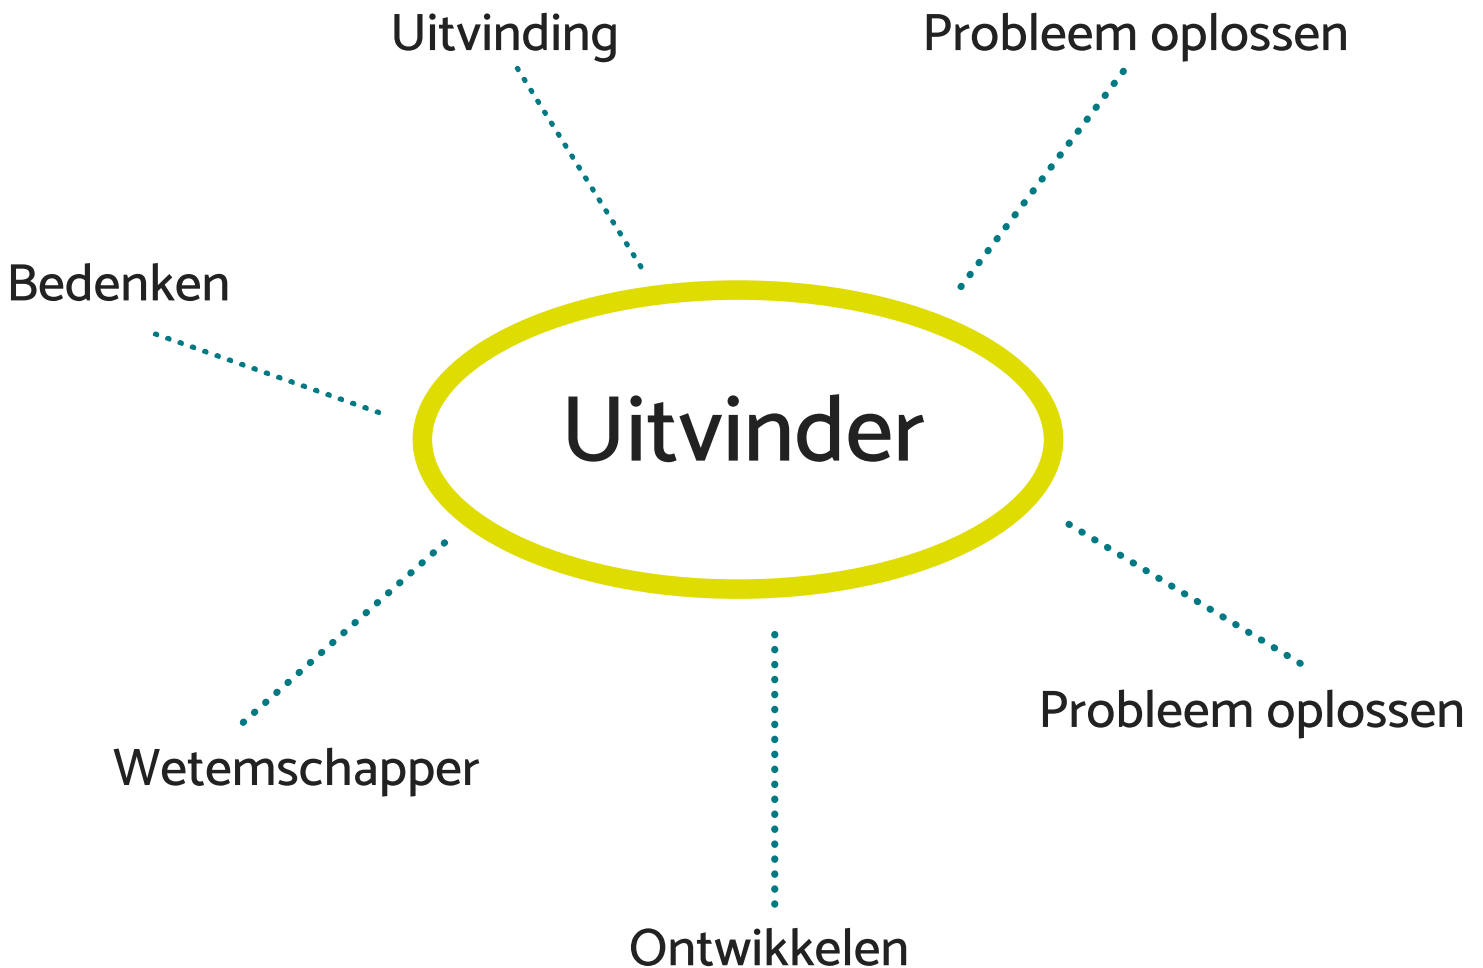 Uitvinding
Probleem oplossen
Bedenken
Uitvinder
Probleem oplossen
Wetemschapper
Ontwikkelen